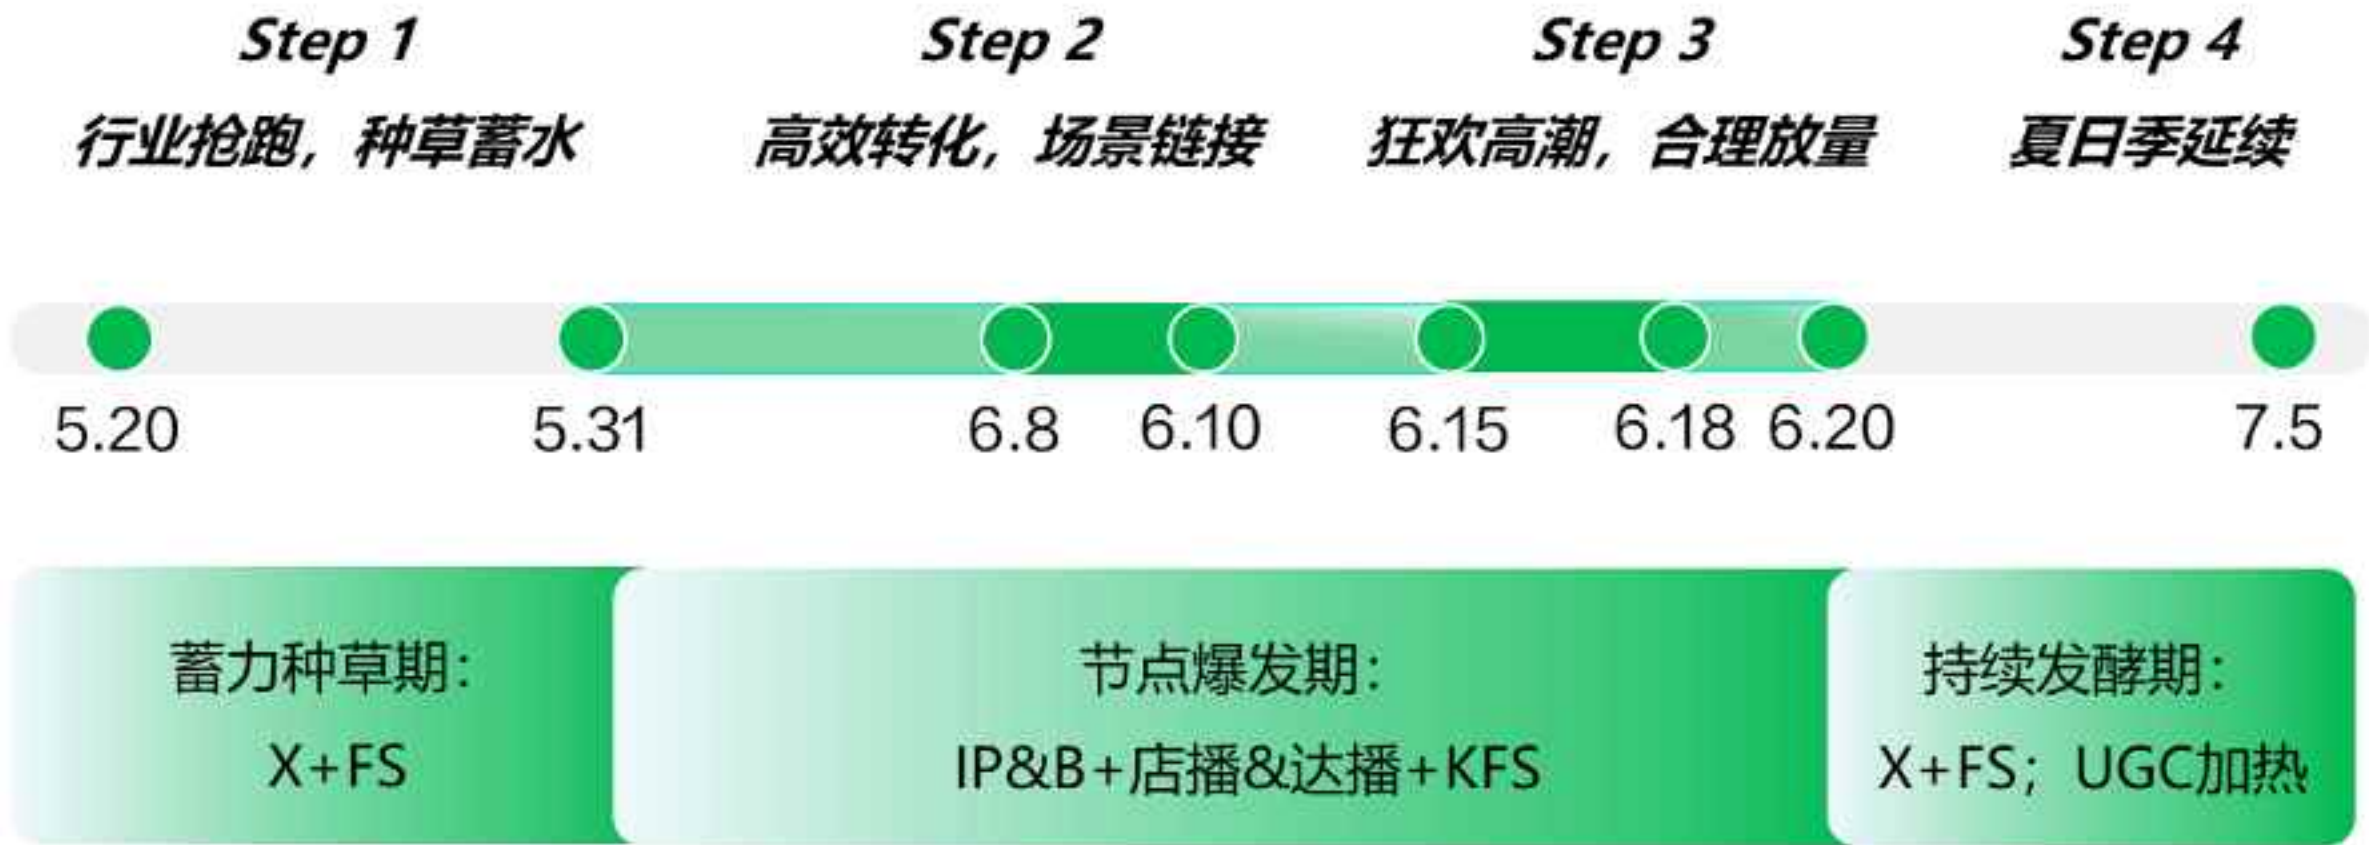 Step 1
Step 2
Step 3
Step 4
行业抢跑，种草蓄水
高效转化，场景链接
狂欢高潮，合理放量
夏日季延续
5.20
5.31
6.8
6.10
6.15
6.18
6.20
7.5
蓄力种草期：
X+FS
节点爆发期：
IP&B+店播&达播+KFS
持续发酵期：
X+FS；UGC加热